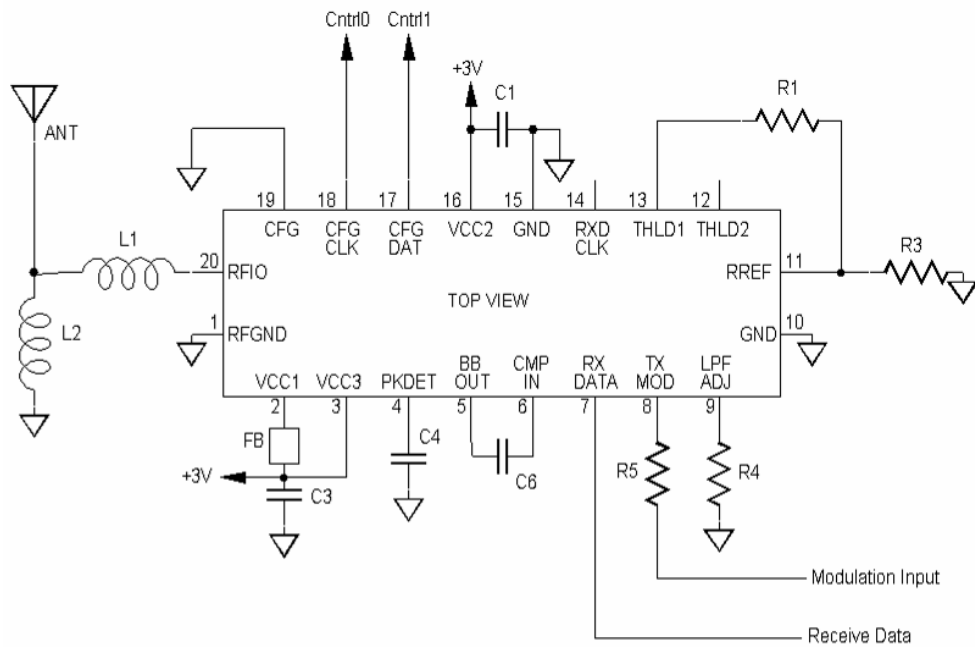 Cntrl0 Cntrl1
+3V
C1
R1
ANT
19 18 17 16 15 14 13 12
CFG CFG CLK CFG DAT VCC2 GND RXD CLK THLD1 THLD2
L1
R3
20 RFIO
RREF 11
TOP VIEW
L2
1 RFGND
GND 10
VCC1 VCC3 PKDET BB OUT CMP IN RX DATA TX MOD LPF ADJ
2 3 4 5 6 7 8 9
FB
C4
+3V
C3
C6
R5
R4
Modulation Input
Receive Data